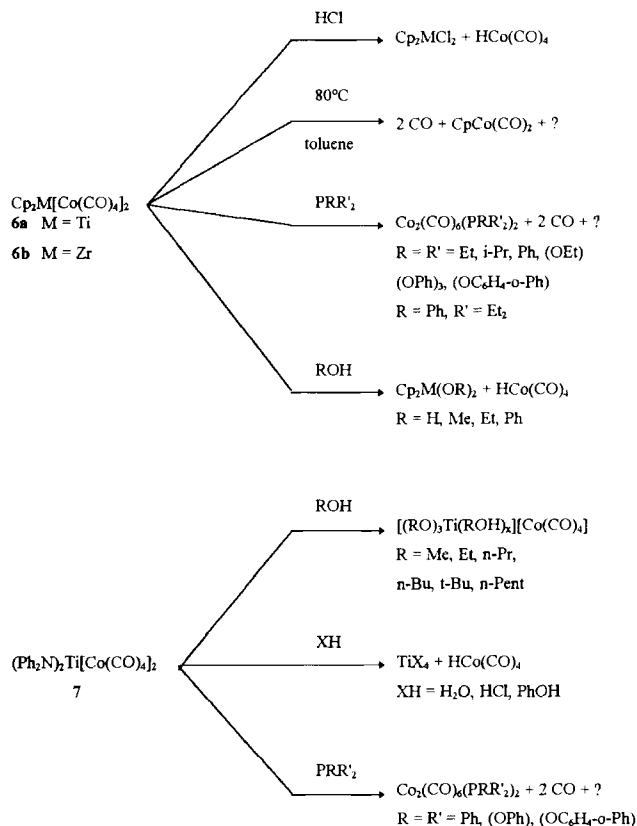 HCl
Cp₂MCl₂ + HCo(CO)₄
80°C
toluene
2 CO + CpCo(CO)₂ + ?
Cp₂M[Co(CO)₄]₂
6a M = Ti
6b M = Zr
PRR'₂
Co₂(CO)₆(PRR'₂)₂ + 2 CO + ?
R = R' = Et, i-Pr, Ph, (OEt)
(OPh)₃, (OC₆H₄-o-Ph)
R = Ph, R' = Et₂
ROH
Cp₂M(OR)₂ + HCo(CO)₄
R = H, Me, Et, Ph
ROH
[(RO)₃Ti(ROH)ₓ][Co(CO)₄]
R = Me, Et, n-Pr,
n-Bu, t-Bu, n-Pent
(Ph₂N)₂Ti[Co(CO)₄]₂
7
XH
TiX₄ + HCo(CO)₄
XH = H₂O, HCl, PhOH
PRR'₂
Co₂(CO)₆(PRR'₂)₂ + 2 CO + ?
R = R' = Ph, (OPh), (OC₆H₄-o-Ph)